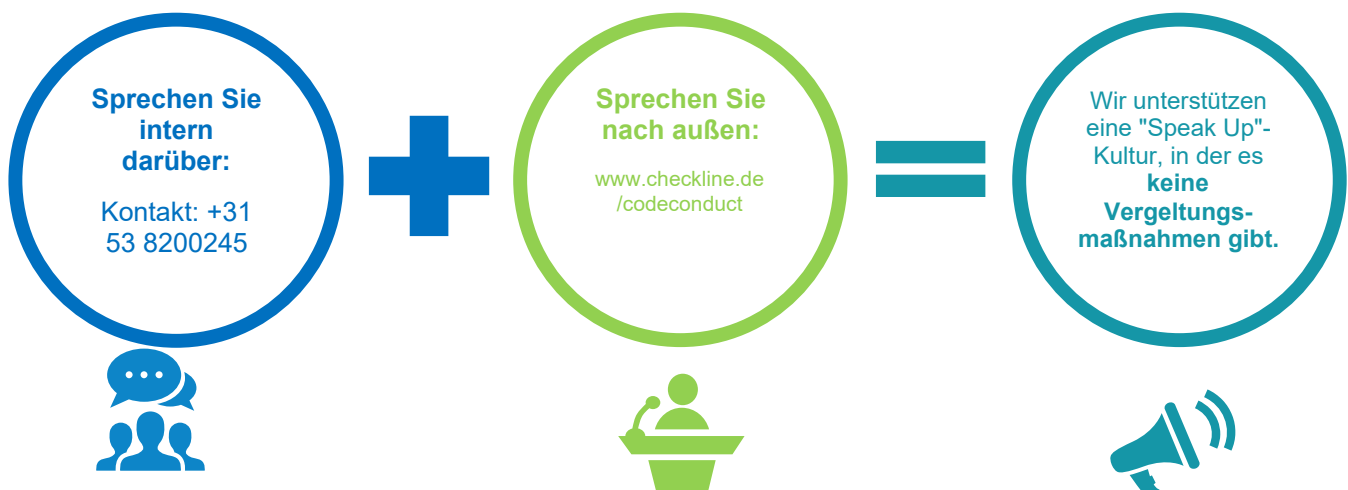 Sprechen Sie
intern
darüber:
Kontakt: +31
53 8200245
Sprechen Sie
nach außen:
www.checkline.de
/codeconduct
Wir unterstützen
eine "Speak Up"-
Kultur, in der es
keine
Vergeltungs-
maßnahmen gibt.